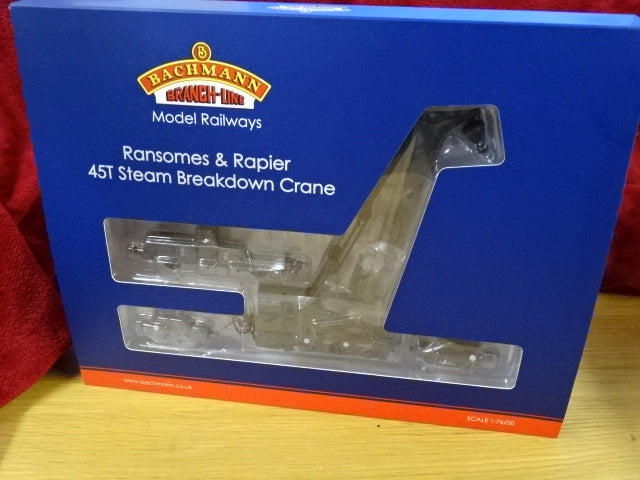 BACHMANN
BRANCH-LINE
Model Railways
Ransomes & Rapier
45T Steam Breakdown Crane
www.bachmann.co.uk
SCALE 1:76/00